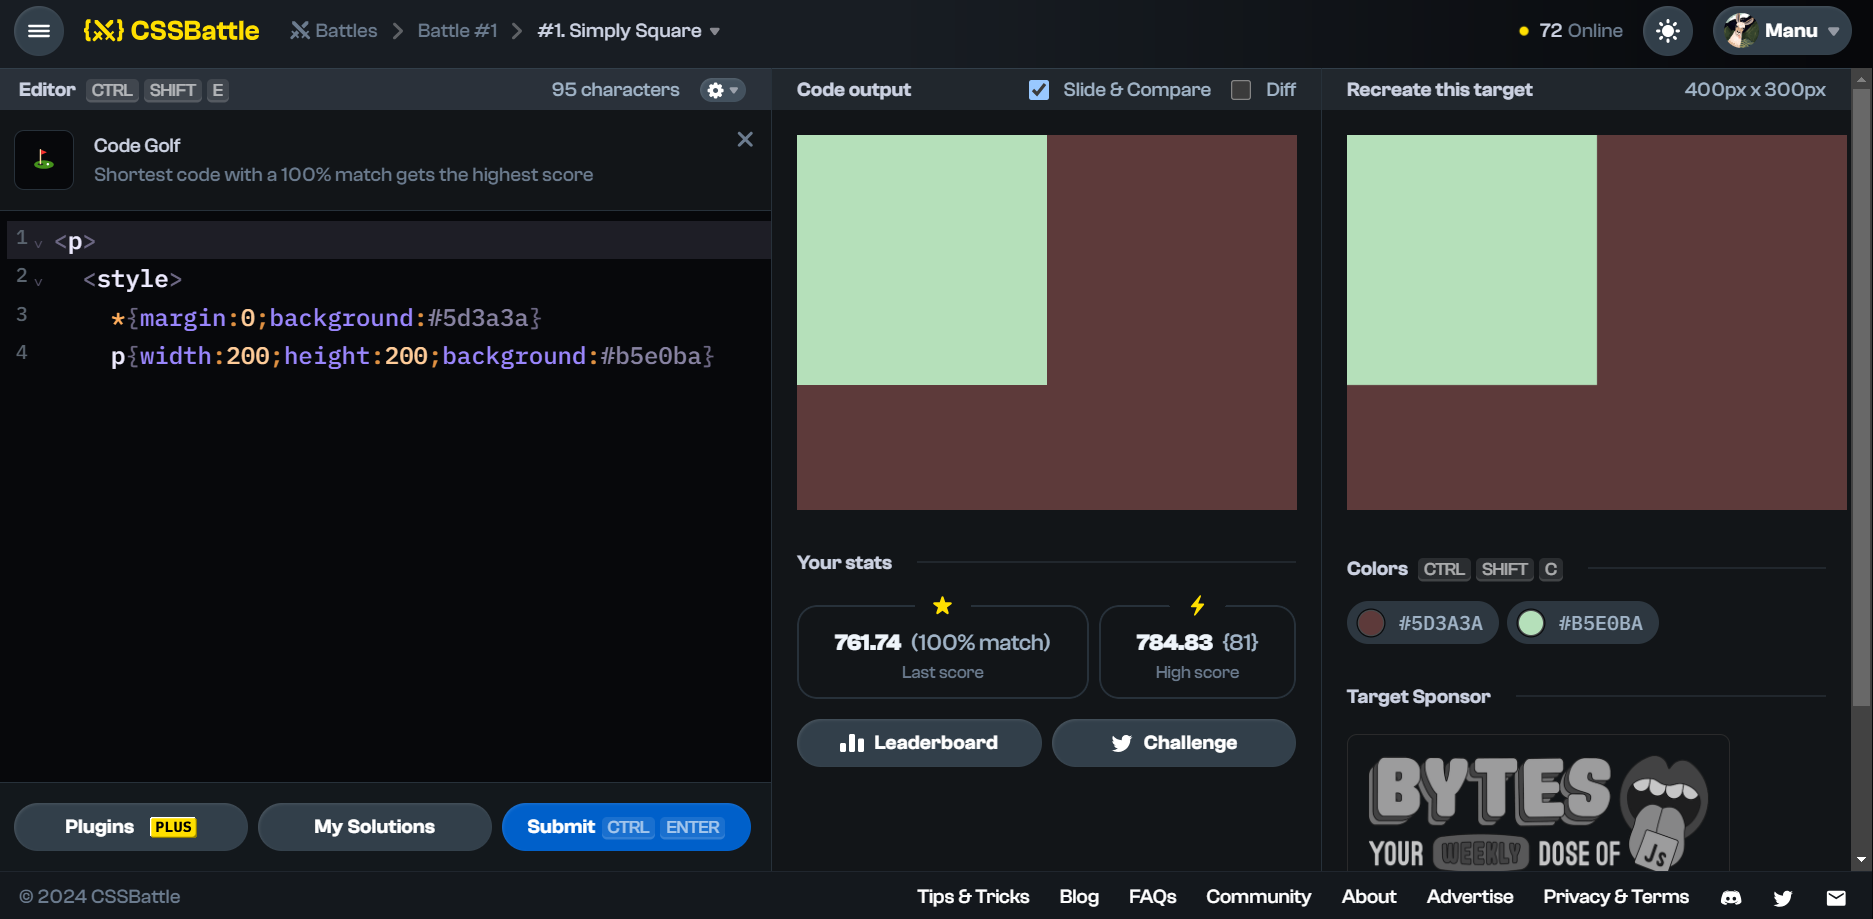 {X} CSSBattle
Battles > Battle #1 > #1. Simply Square
72 Online
Manu
Editor CTRL SHIFT E
95 characters
Code Golf
Shortest code with a 100% match gets the highest score
1 <p>
2 <style>
3 *{margin:0;background:#5d3a3a}
4 p{width:200;height:200;background:#b5e0ba}
Plugins PLUS
My Solutions
Submit CTRL ENTER
Code output
Slide & Compare
Diff
Your stats
761.74 (100% match)
Last score
784.83 {81}
High score
Leaderboard
Challenge
Recreate this target
400px x 300px
Colors CTRL SHIFT C
#5D3A3A
#B5E0BA
Target Sponsor
BYTES
YOUR WEEKLY DOSE OF JS
© 2024 CSSBattle
Tips & Tricks
Blog
FAQs
Community
About
Advertise
Privacy & Terms